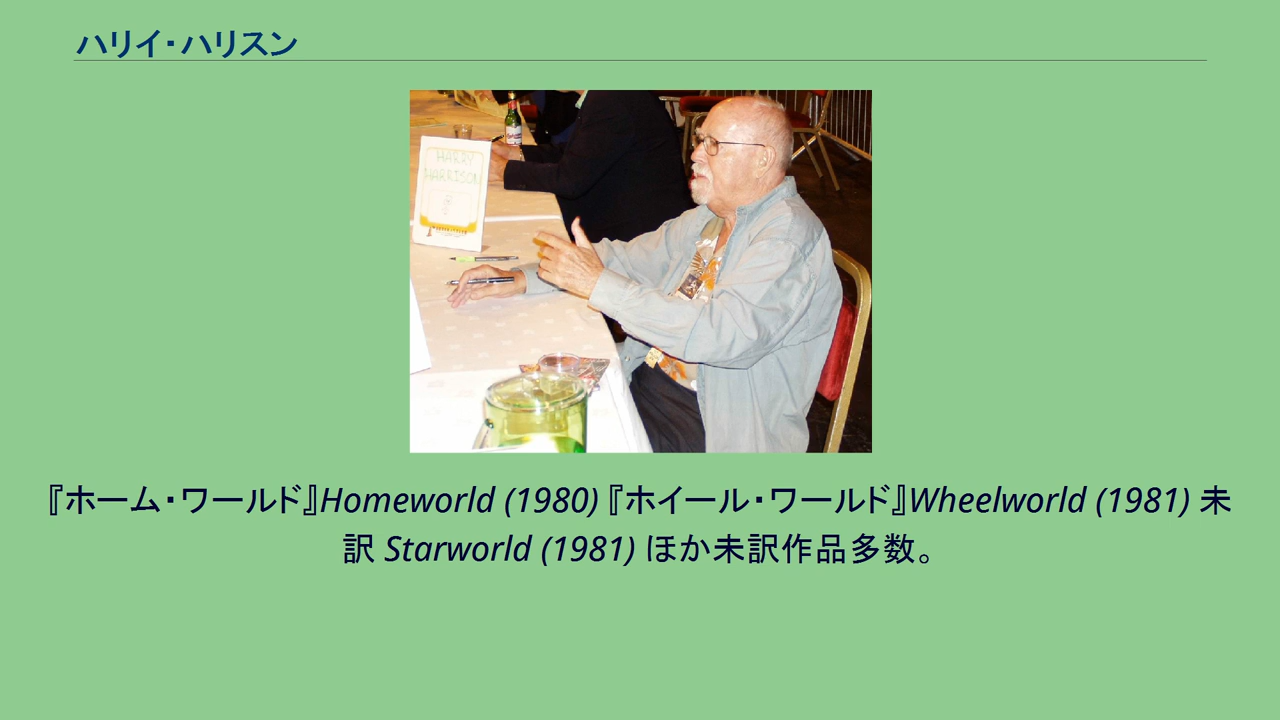 ハリイ・ハリスン
HARRY
HARRISON
『ホーム・ワールド』Homeworld (1980) 『ホイール・ワールド』Wheelworld (1981) 未
訳 Starworld (1981) ほか未訳作品多数。